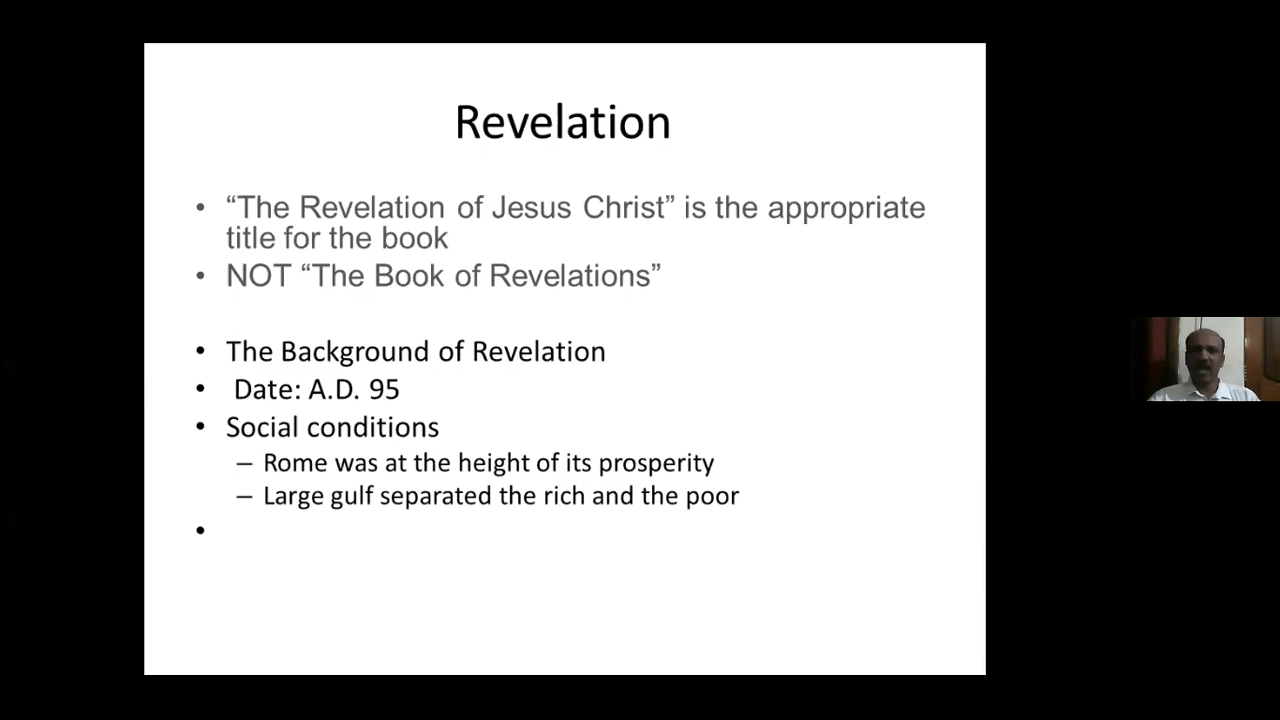 Revelation
• “The Revelation of Jesus Christ” is the appropriate
title for the book
• NOT “The Book of Revelations”
• The Background of Revelation
• Date: A.D. 95
• Social conditions
– Rome was at the height of its prosperity
– Large gulf separated the rich and the poor
•